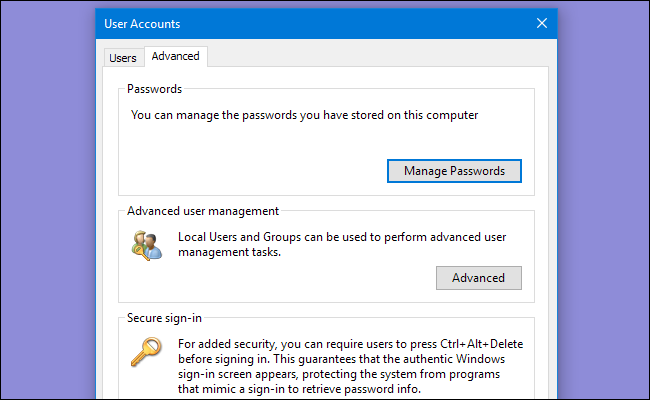 User Accounts
Users
Advanced
Passwords
You can manage the passwords you have stored on this computer
Manage Passwords
Advanced user management
Local Users and Groups can be used to perform advanced user
management tasks.
Advanced
Secure sign-in
For added security, you can require users to press Ctrl+Alt+Delete
before signing in. This guarantees that the authentic Windows
sign-in screen appears, protecting the system from programs
that mimic a sign-in to retrieve password info.